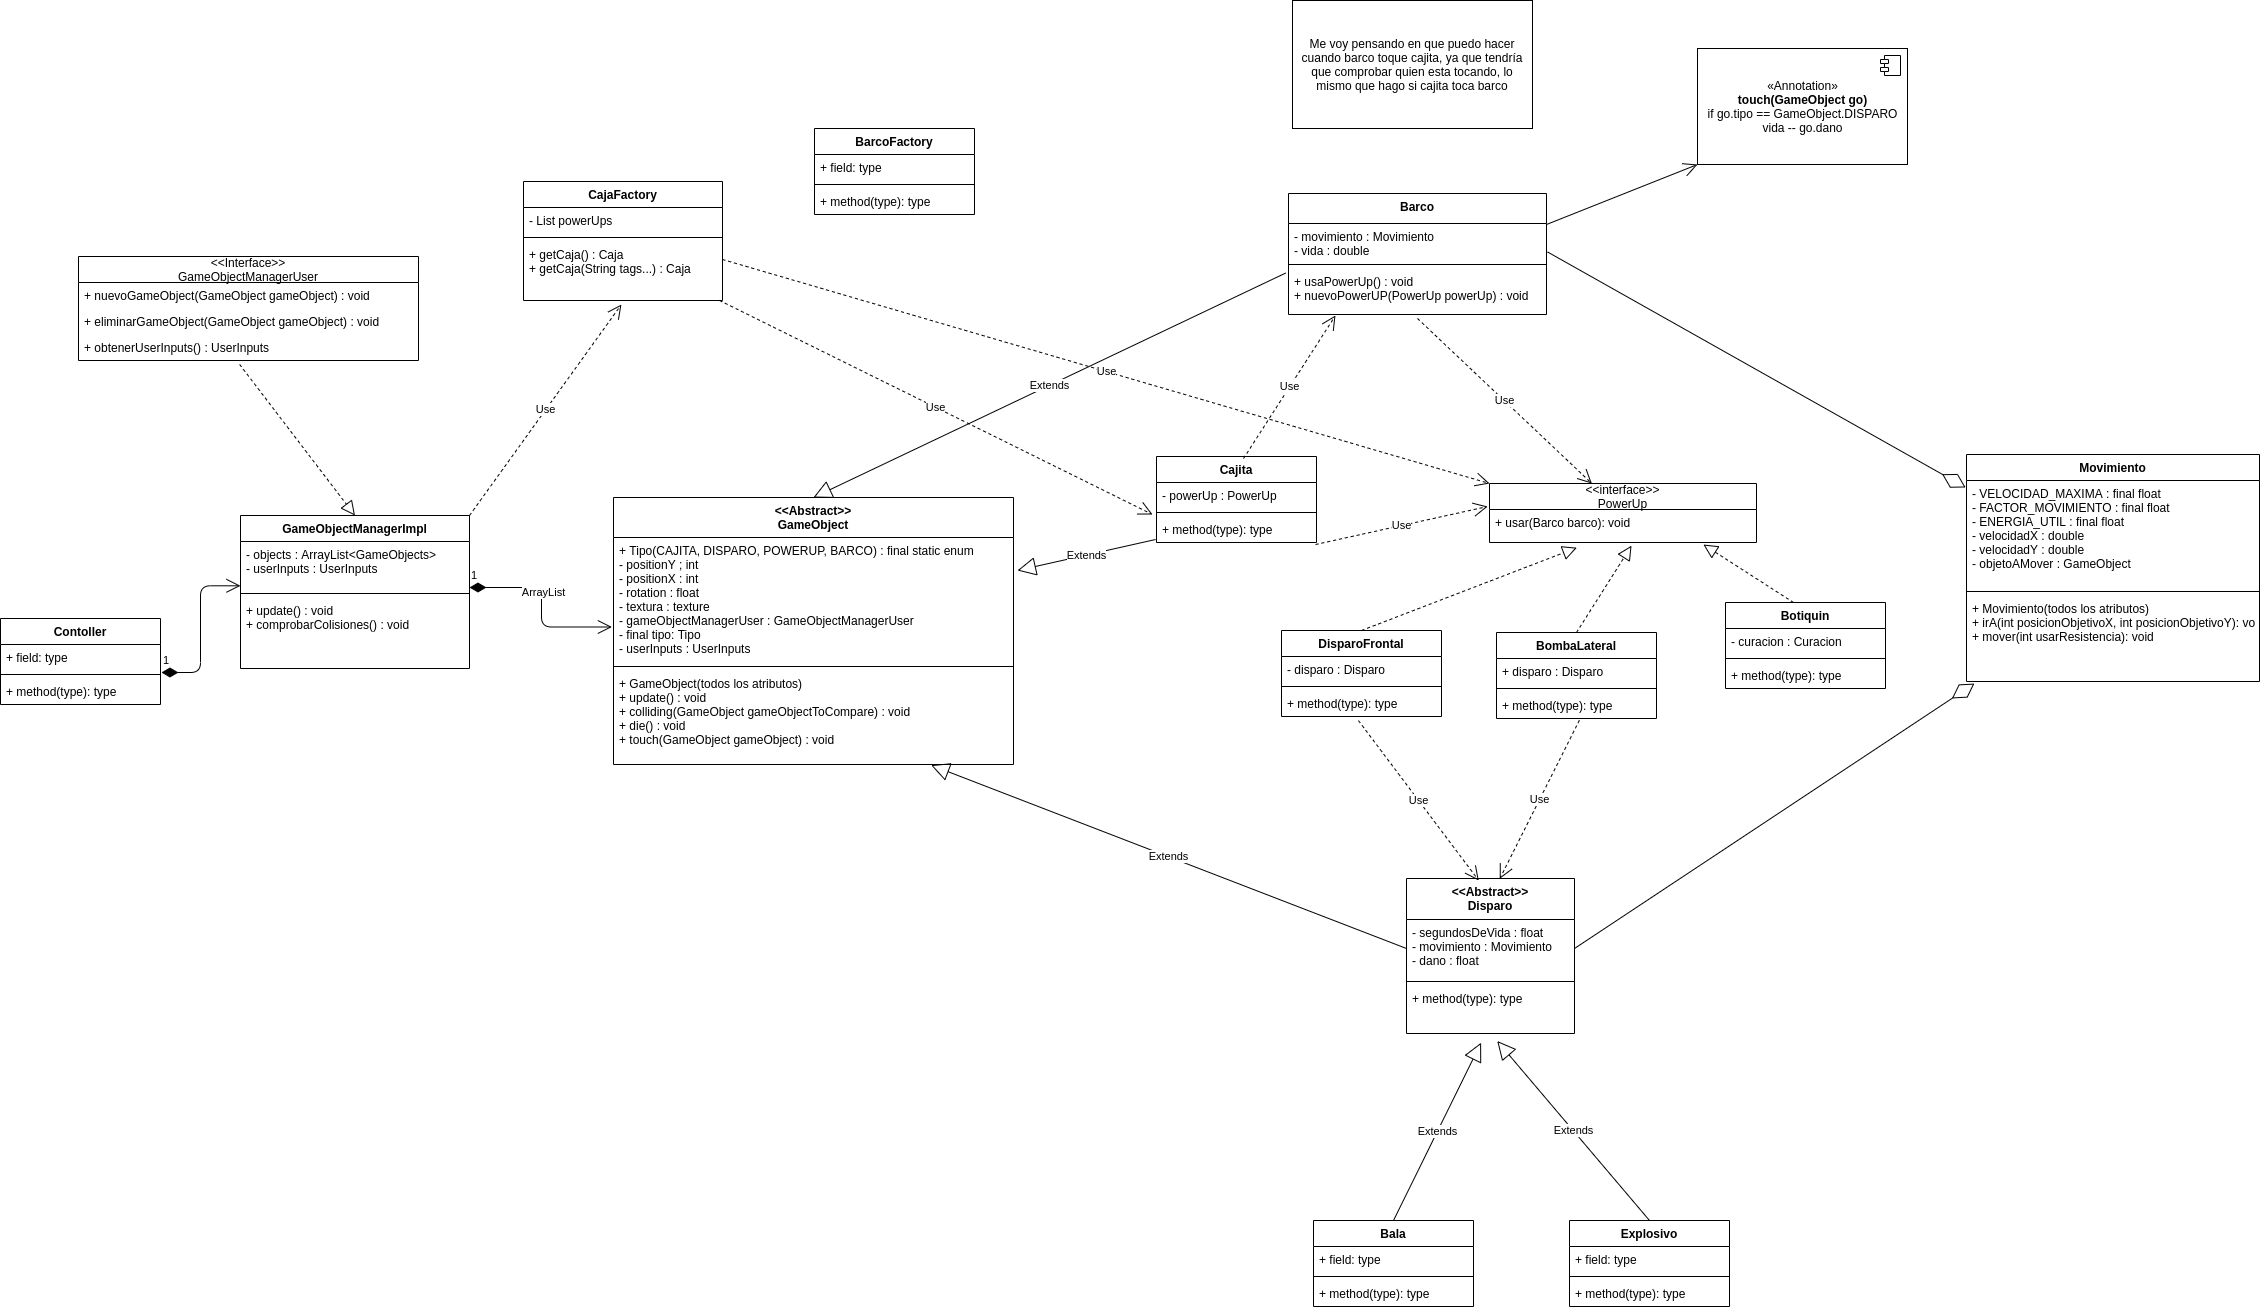 Me voy pensando en que puedo hacer
cuando barco toque cajita, ya que tendría
que comprobar quien esta tocando, lo
mismo que hago si cajita toca barco
«Annotation»
touch(GameObject go)
if go.tipo == GameObject.DISPARO
vida -- go.dano
BarcoFactory
+ field: type
+ method(type): type
CajaFactory
- List powerUps
+ getCaja() : Caja
+ getCaja(String tags...) : Caja
Barco
- movimiento : Movimiento
- vida : double
+ usaPowerUp() : void
+ nuevoPowerUP(PowerUp powerUp) : void
<<Interface>>
GameObjectManagerUser
+ nuevoGameObject(GameObject gameObject) : void
+ eliminarGameObject(GameObject gameObject) : void
+ obtenerUserInputs() : UserInputs
Use
Extends
Use
Use
Use
Use
Cajita
- powerUp : PowerUp
+ method(type): type
<<interface>>
PowerUp
+ usar(Barco barco): void
Use
Extends
Movimiento
- VELOCIDAD_MAXIMA : final float
- FACTOR_MOVIMIENTO : final float
- ENERGIA_UTIL : final float
- velocidadX : double
- velocidadY : double
- objetoAMover : GameObject
+ Movimiento(todos los atributos)
+ irA(int posicionObjetivoX, int posicionObjetivoY): vo
+ mover(int usarResistencia): void
GameObjectManagerImpl
- objects : ArrayList<GameObjects>
- userInputs : UserInputs
+ update() : void
+ comprobarColisiones() : void
1
ArrayList
<<Abstract>>
GameObject
+ Tipo(CAJITA, DISPARO, POWERUP, BARCO) : final static enum
- positionY ; int
- positionX : int
- rotation : float
- textura : texture
- gameObjectManagerUser : GameObjectManagerUser
- final tipo: Tipo
- userInputs : UserInputs
+ GameObject(todos los atributos)
+ update() : void
+ colliding(GameObject gameObjectToCompare) : void
+ die() : void
+ touch(GameObject gameObject) : void
Contoller
+ field: type
+ method(type): type
1
DisparoFrontal
- disparo : Disparo
+ method(type): type
BombaLateral
+ disparo : Disparo
+ method(type): type
Botiquin
- curacion : Curacion
+ method(type): type
Use
Use
Extends
<<Abstract>>
Disparo
- segundosDeVida : float
- movimiento : Movimiento
- dano : float
+ method(type): type
Extends
Extends
Bala
+ field: type
+ method(type): type
Explosivo
+ field: type
+ method(type): type